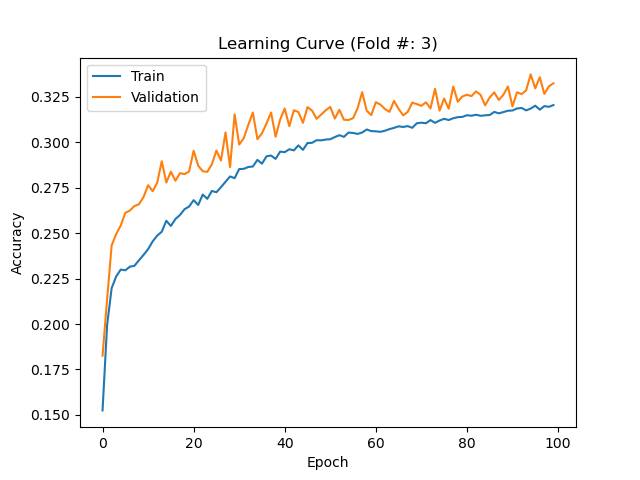 Learning Curve (Fold #: 3)
Train
Validation
0.325
0.300
0.275
0.250
0.225
0.200
0.175
0.150
Accuracy
0 20 40 60 80 100
Epoch